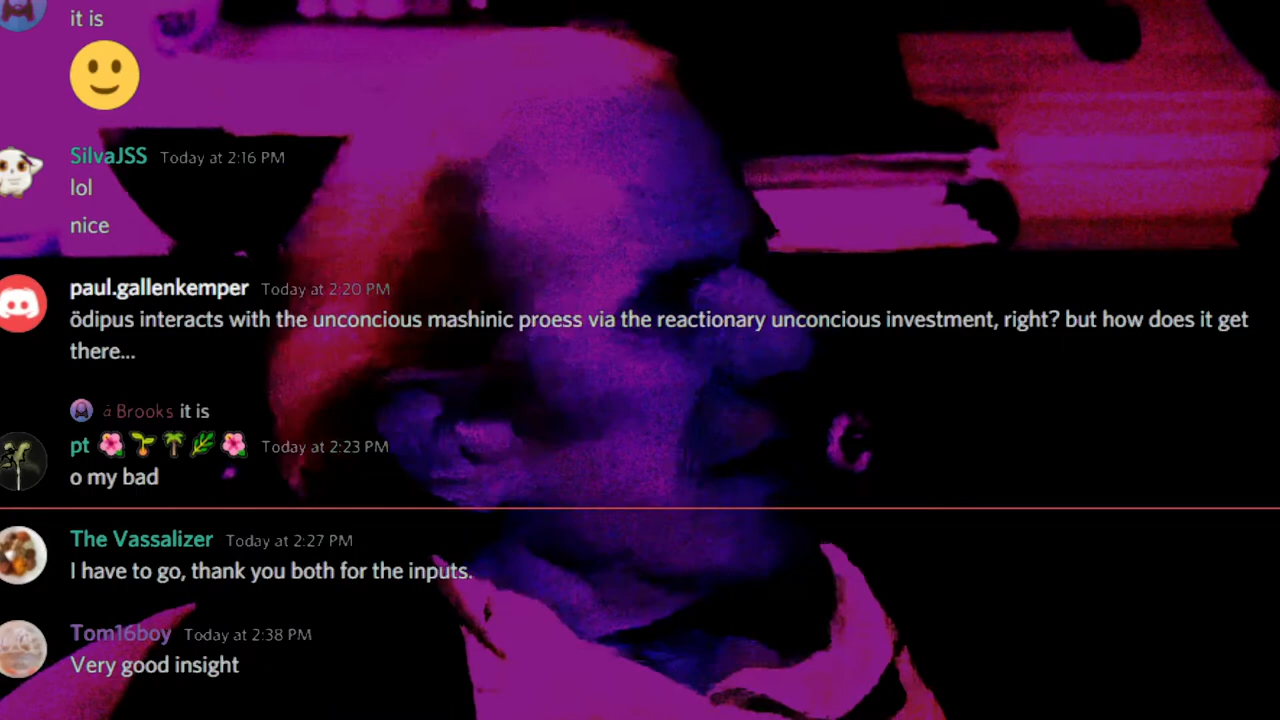 it is
SilvaJSS Today at 2:16 PM
lol
nice
paul.gallenkemper Today at 2:20 PM
ödipus interacts with the unconcious mashinic proess via the reactionary unconcious investment, right? but how does it get
there...
å Brooks it is
pt 🌺🌱🌴🌿🌺 Today at 2:23 PM
o my bad
The Vassalizer Today at 2:27 PM
I have to go, thank you both for the inputs.
Tom16boy Today at 2:38 PM
Very good insight